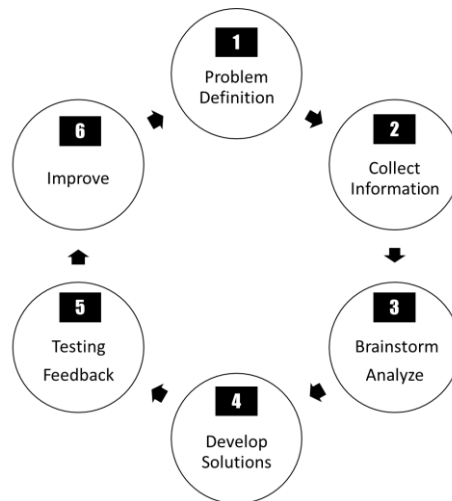 1
Problem
Definition
2
Collect
Information
3
Brainstorm
Analyze
4
Develop
Solutions
5
Testing
Feedback
6
Improve